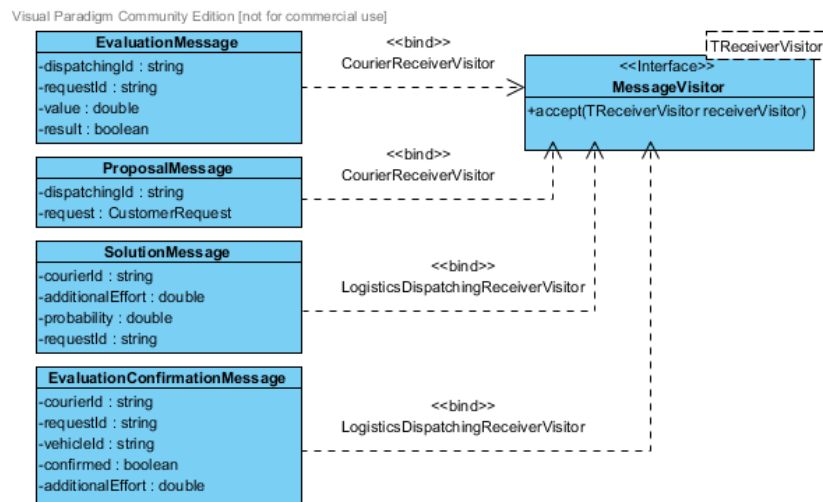 Visual Paradigm Community Edition [not for commercial use]
EvaluationMessage
-dispatchingId : string
-requestId : string
-value : double
-result : boolean
<<bind>>
CourierReceiverVisitor
TReceiverVisitor
<<Interface>>
MessageVisitor
+accept(TReceiverVisitor receiverVisitor)
ProposalMessage
-dispatchingId : string
-request : CustomerRequest
<<bind>>
CourierReceiverVisitor
SolutionMessage
-courierId : string
-additionalEffort : double
-probability : double
-requestId : string
<<bind>>
LogisticsDispatchingReceiverVisitor
EvaluationConfirmationMessage
-courierId : string
-requestId : string
-vehicleId : string
-confirmed : boolean
-additionalEffort : double
<<bind>>
LogisticsDispatchingReceiverVisitor